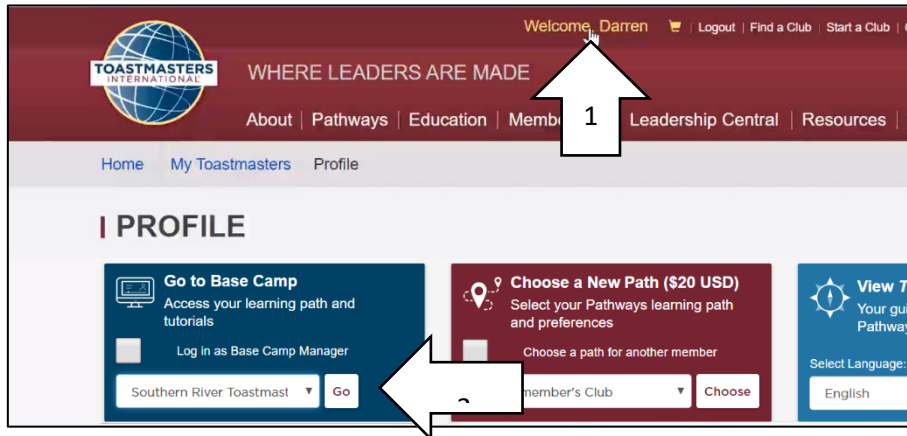 Welcome, Darren | Logout | Find a Club | Start a Club |
TOASTMASTERS
INTERNATIONAL
WHERE LEADERS ARE MADE
1
About | Pathways | Education | Leadership Central | Resources |
Home My Toastmasters Profile
PROFILE
Go to Base Camp
Access your learning path and
tutorials
Log in as Base Camp Manager
Southern River Toastmast Go
Choose a New Path ($20 USD)
Select your Pathways learning path
and preferences
Choose a path for another member
member's Club Choose
View
Your
Select Language:
English